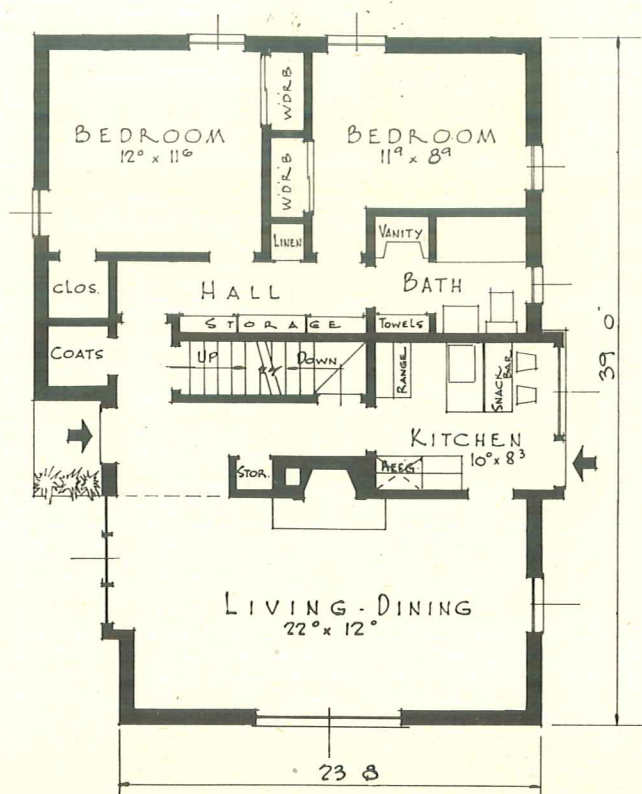 BEDROOM
12⁰ x 11⁶
WDRB
BEDROOM
11⁹ x 8⁹
WDRB
LINEN
VANITY
CLOS.
HALL
BATH
STORAGE
TOWELS
COATS
UP
DOWN
RANGE
SNACK BAR
39 0
KITCHEN
10⁰ x 8³
STOR.
REFG
LIVING-DINING
22⁰ x 12⁰
23 8